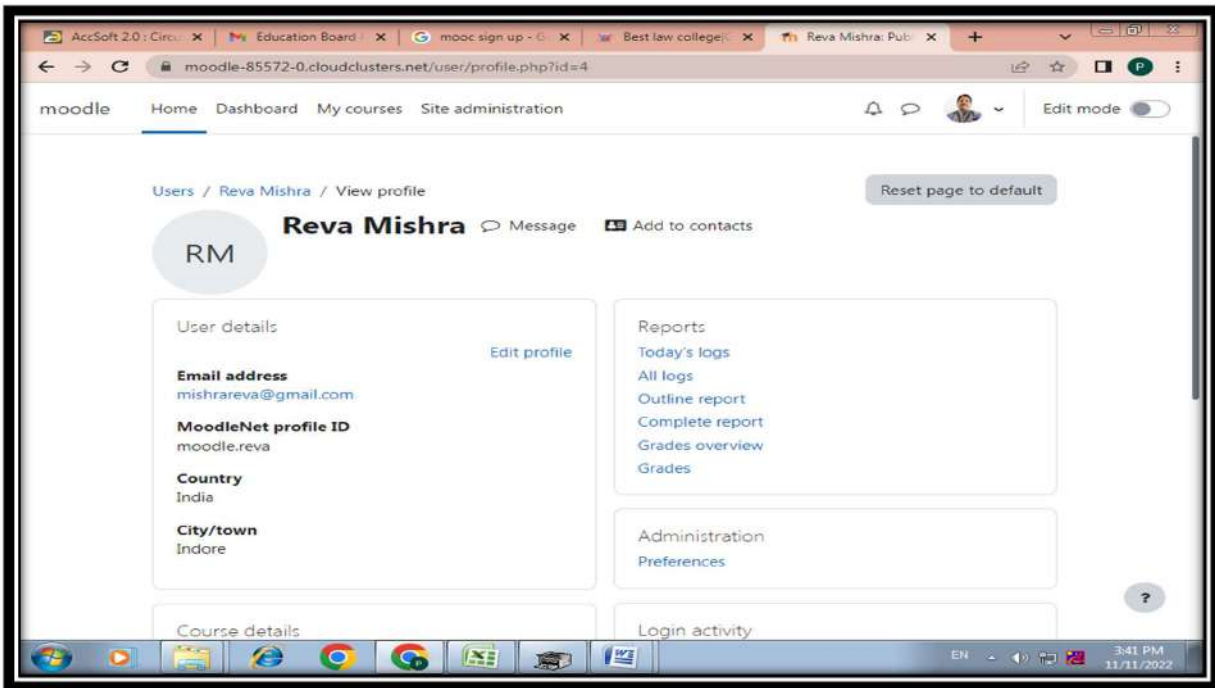 AccSoft 2.0 : Circu
Education Board
mooc sign up - G
Best law college|C
Reva Mishra: Pub
moodle-85572-0.cloudclusters.net/user/profile.php?id=4
P
moodle Home Dashboard My courses Site administration
Edit mode
Users / Reva Mishra / View profile
Reset page to default
RM
Reva Mishra Message Add to contacts
User details
Edit profile
Email address
mishrareva@gmail.com
MoodleNet profile ID
moodle.reva
Country
India
City/town
Indore
Reports
Today's logs
All logs
Outline report
Complete report
Grades overview
Grades
Administration
Preferences
?
Course details
Login activity
EN
3:41 PM
11/11/2022